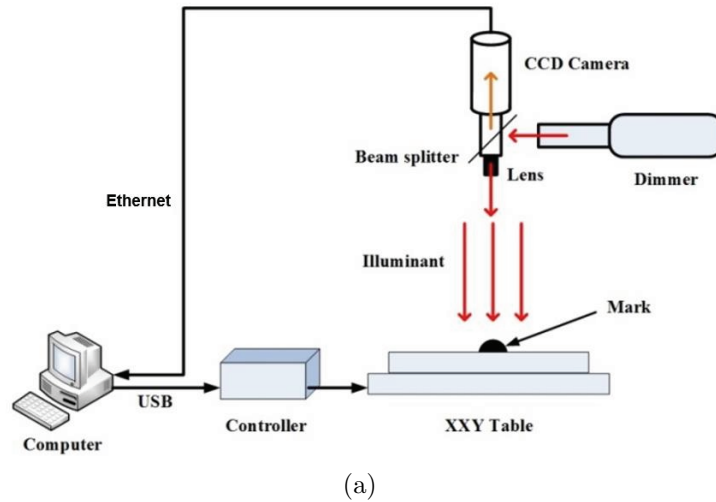 CCD Camera
Beam splitter
Lens
Dimmer
Ethernet
Illuminant
Mark
USB
Computer
Controller
XXY Table
(a)